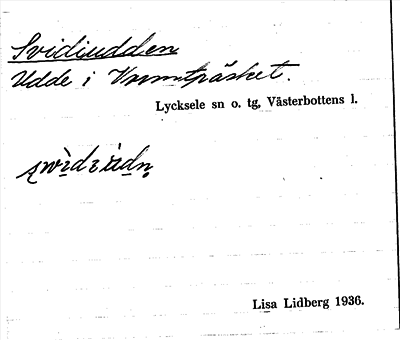 Svidiudden
Udde i Vormträsket.
Lycksele sn o. tg, Västerbottens l.
Lisa Lidberg 1936.